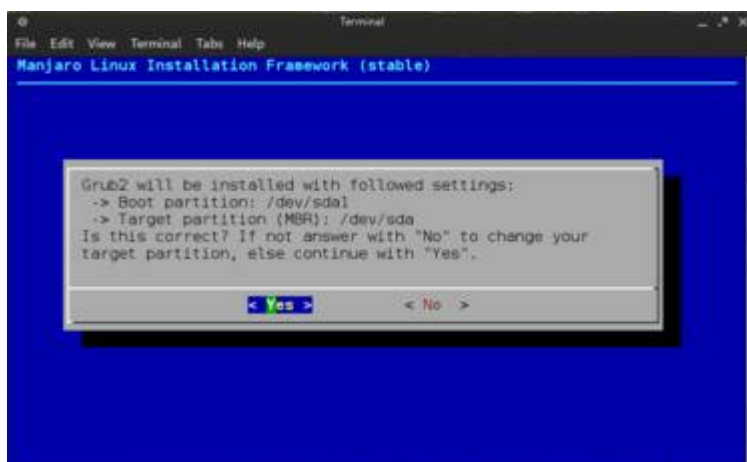 Terminal
File Edit View Terminal Tabs Help
Manjaro Linux Installation Framework (stable)
Grub2 will be installed with followed settings:
-> Boot partition: /dev/sda1
-> Target partition (MBR): /dev/sda
Is this correct? If not answer with "No" to change your
target partition, else continue with "Yes".
< Yes > < No >